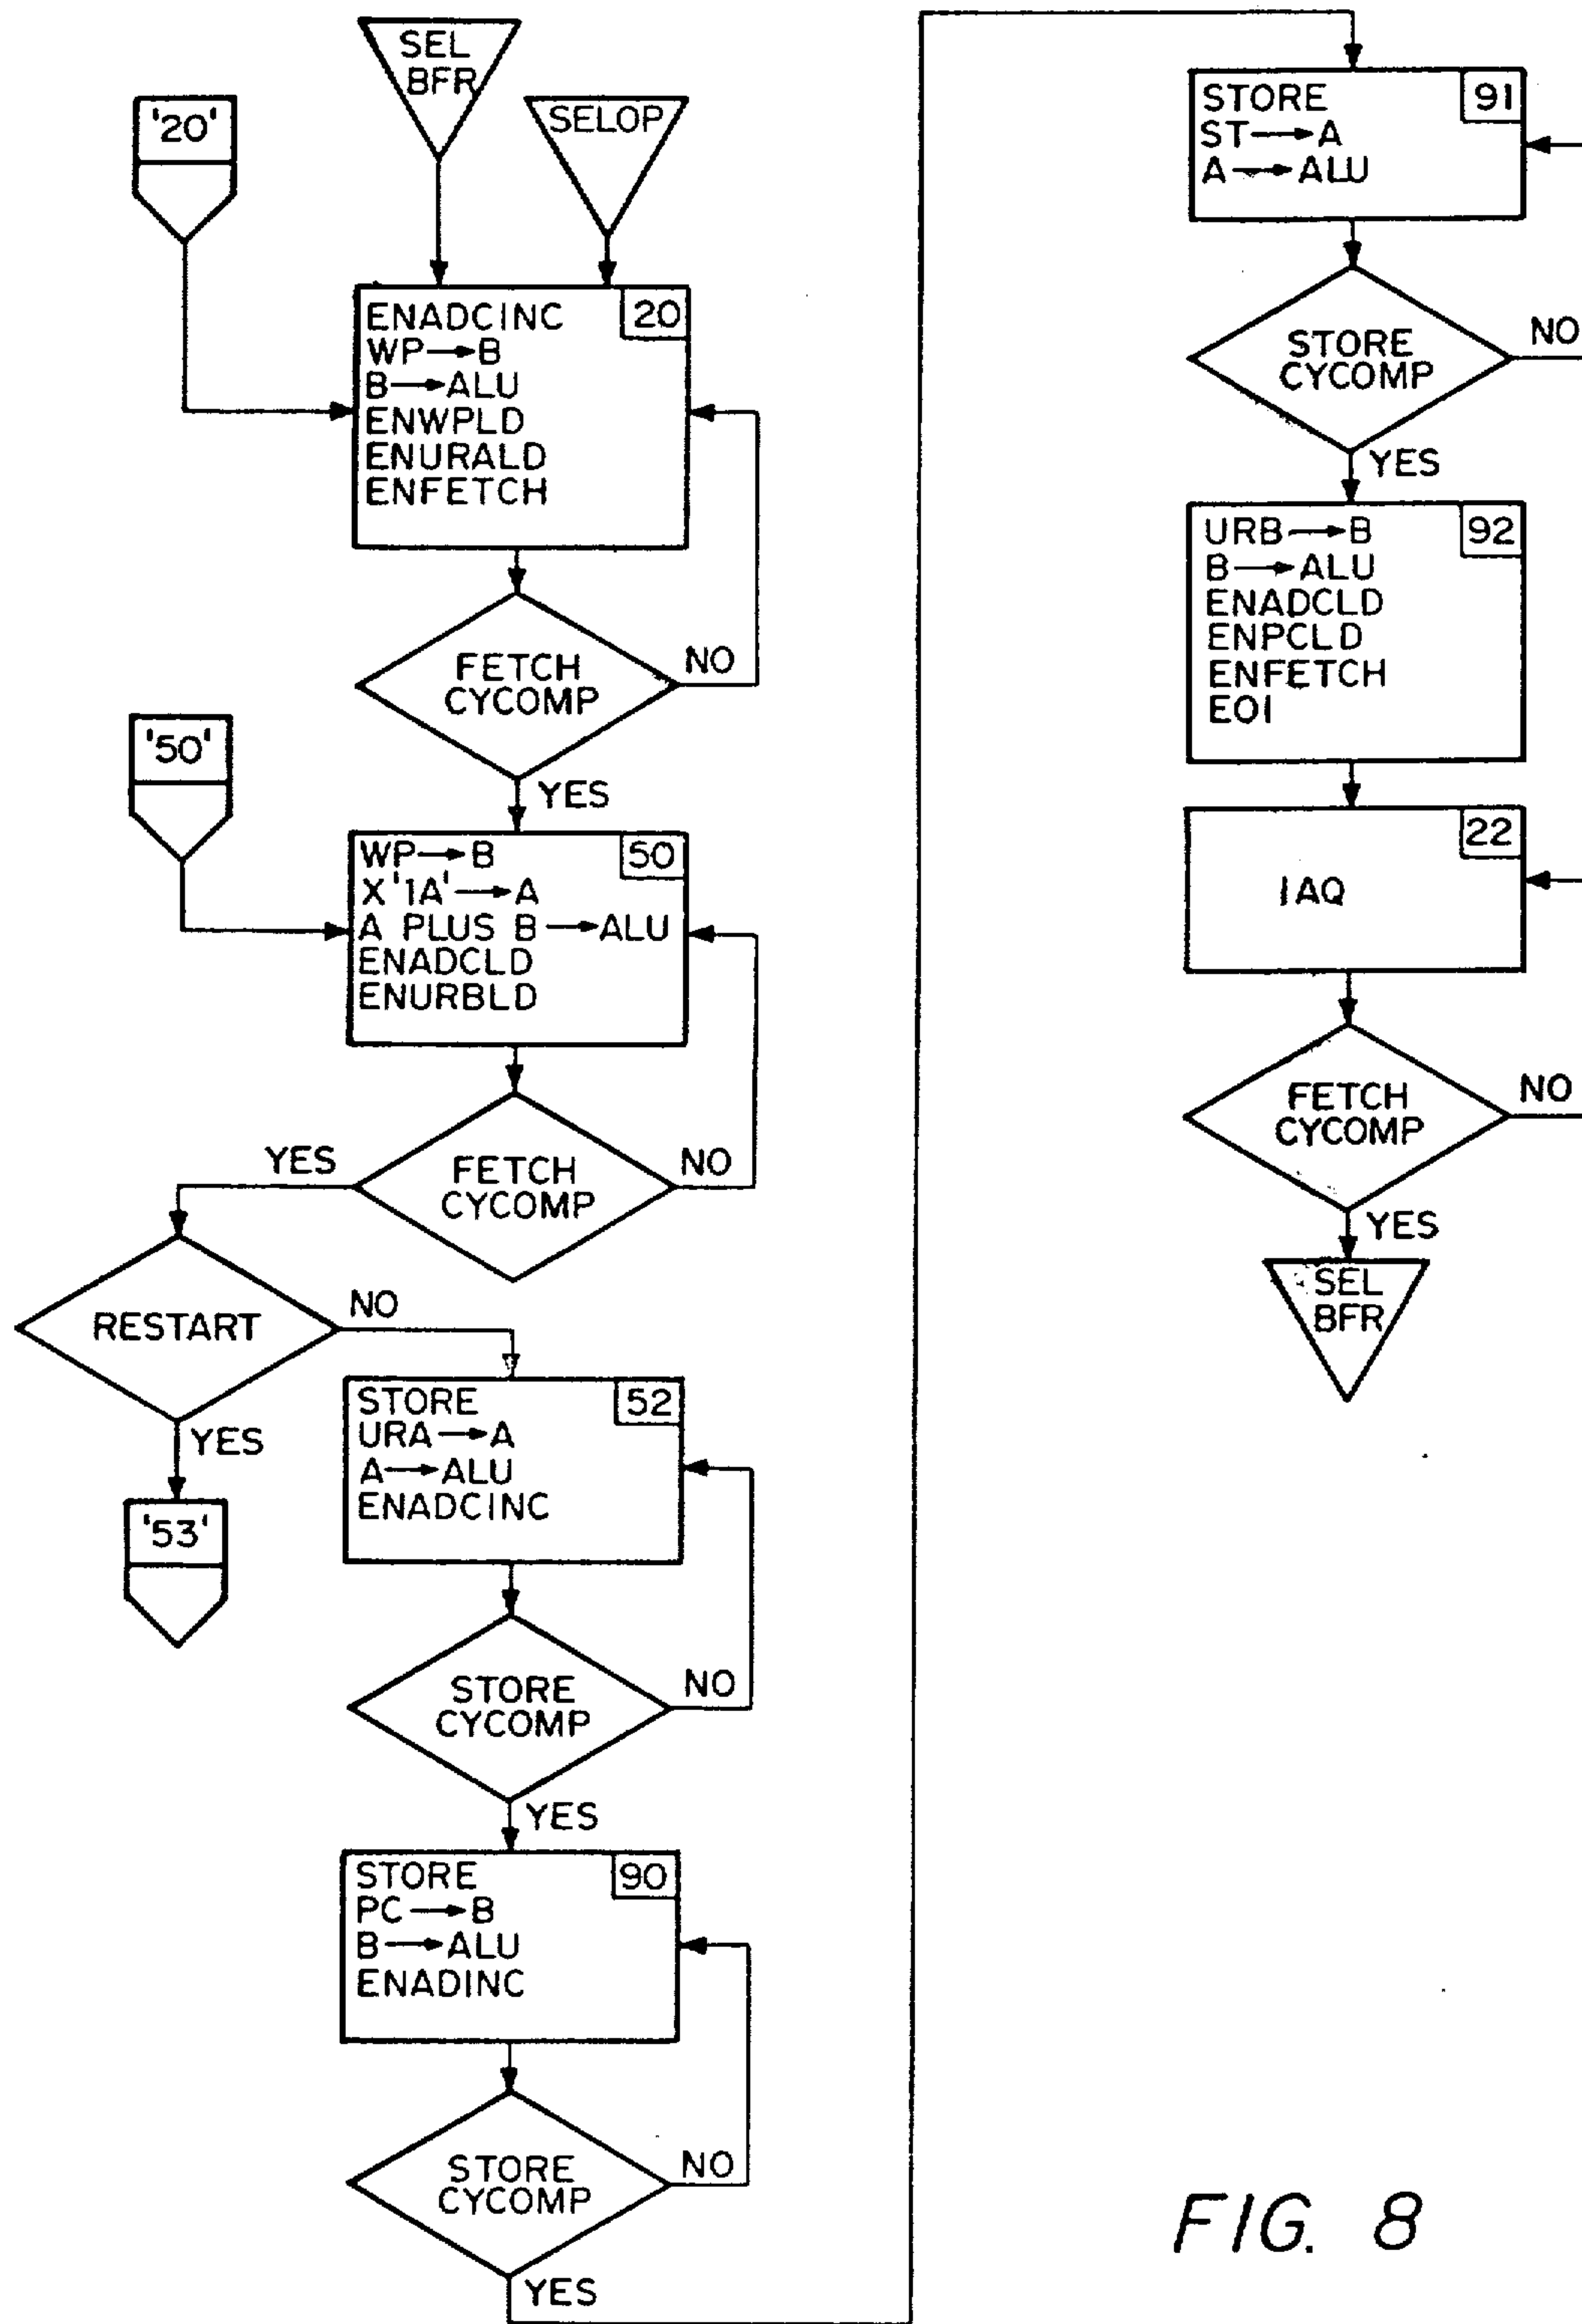 SEL
BFR
SELOP
'20'
20
ENADCINC
WP→B
B→ALU
ENWPLD
ENURALD
ENFETCH
FETCH
CYCOMP
NO
YES
'50'
50
WP→B
X'1A'→A
A PLUS B→ALU
ENADCLD
ENURBLD
FETCH
CYCOMP
YES
NO
RESTART
NO
YES
'53'
52
STORE
URA→A
A→ALU
ENADCINC
STORE
CYCOMP
NO
YES
90
STORE
PC→B
B→ALU
ENADINC
STORE
CYCOMP
NO
YES
91
STORE
ST→A
A→ALU
STORE
CYCOMP
NO
YES
92
URB→B
B→ALU
ENADCLD
ENPCLD
ENFETCH
EOI
22
IAQ
FETCH
CYCOMP
NO
YES
SEL
BFR
FIG. 8